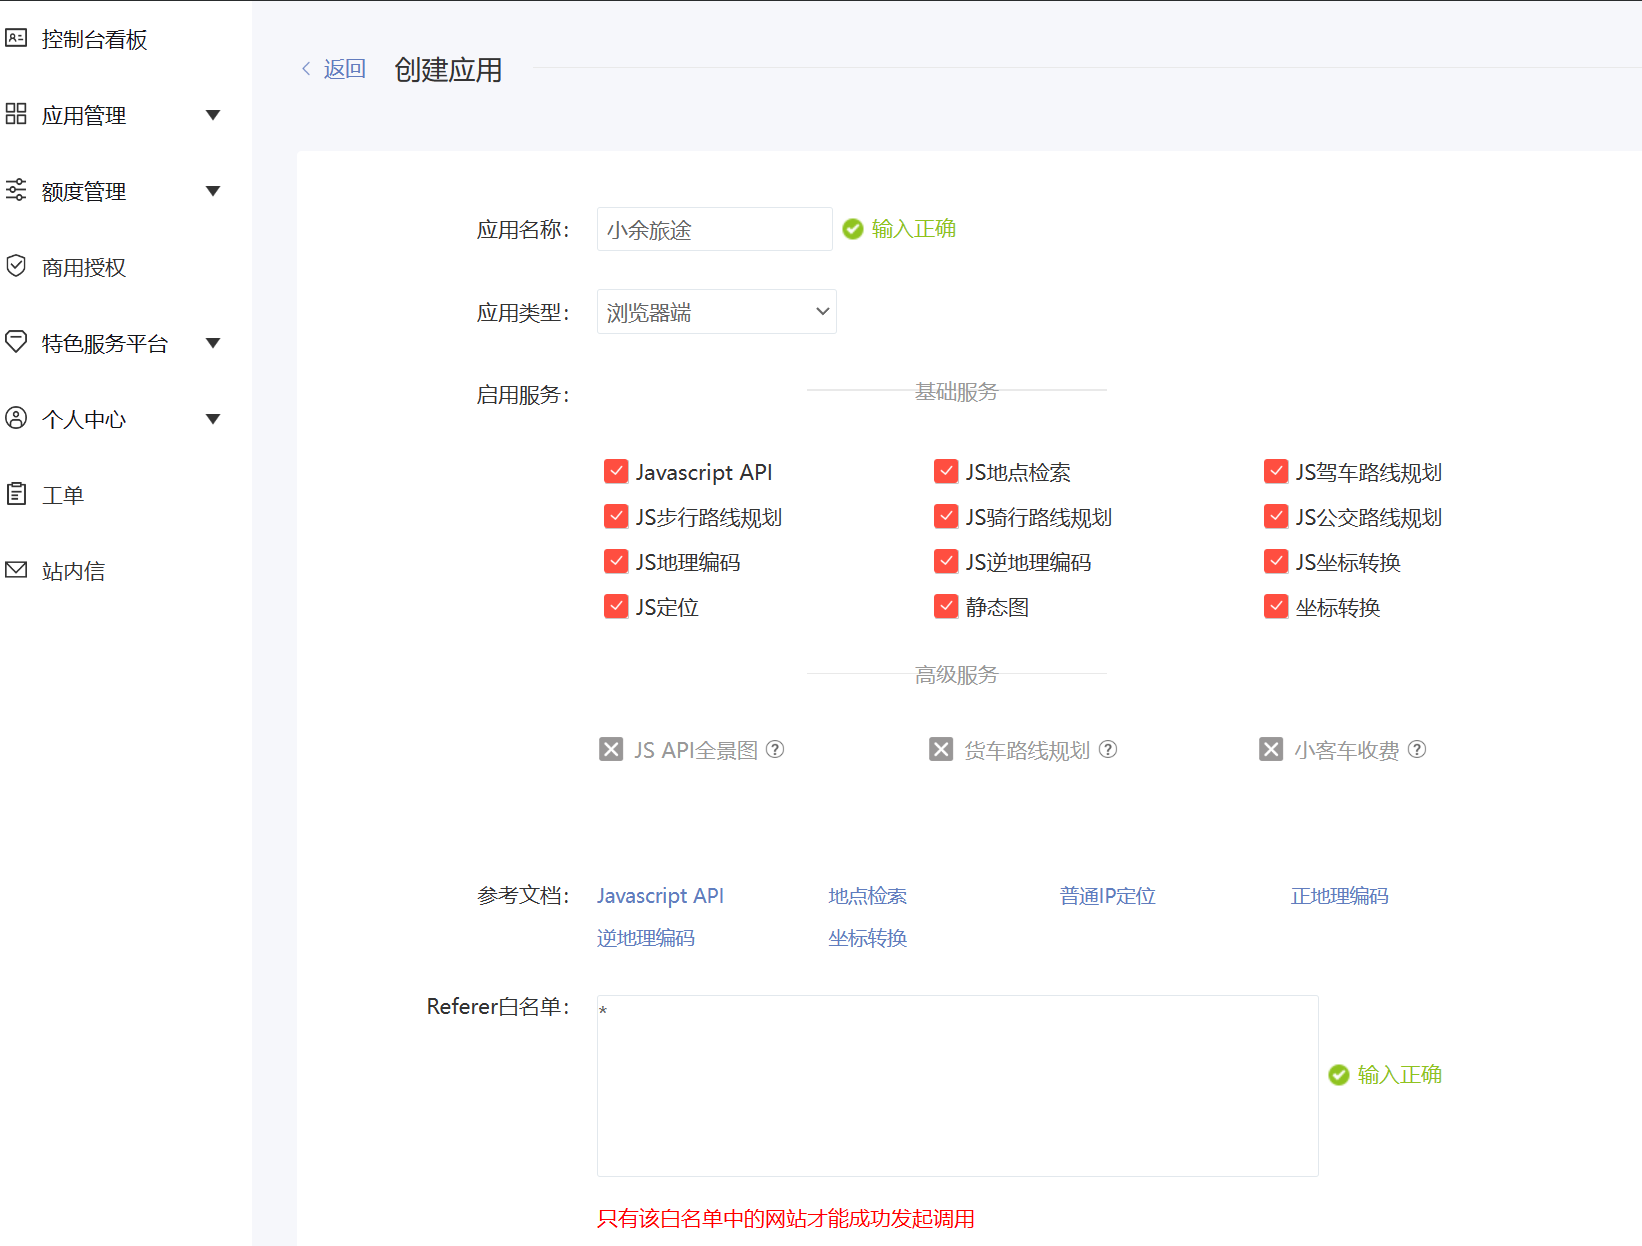 控制台看板
应用管理
额度管理
商用授权
特色服务平台
个人中心
工单
站内信
返回 创建应用
应用名称： 小余旅途 输入正确
应用类型： 浏览器端
启用服务： 基础服务
Javascript API JS地点检索 JS驾车路线规划
JS步行路线规划 JS骑行路线规划 JS公交路线规划
JS地理编码 JS逆地理编码 JS坐标转换
JS定位 静态图 坐标转换
高级服务
JS API全景图 ? 货车路线规划 ? 小客车收费 ?
参考文档： Javascript API 地点检索 普通IP定位 正地理编码
逆地理编码 坐标转换
Referer白名单： *
输入正确
只有该白名单中的网站才能成功发起调用